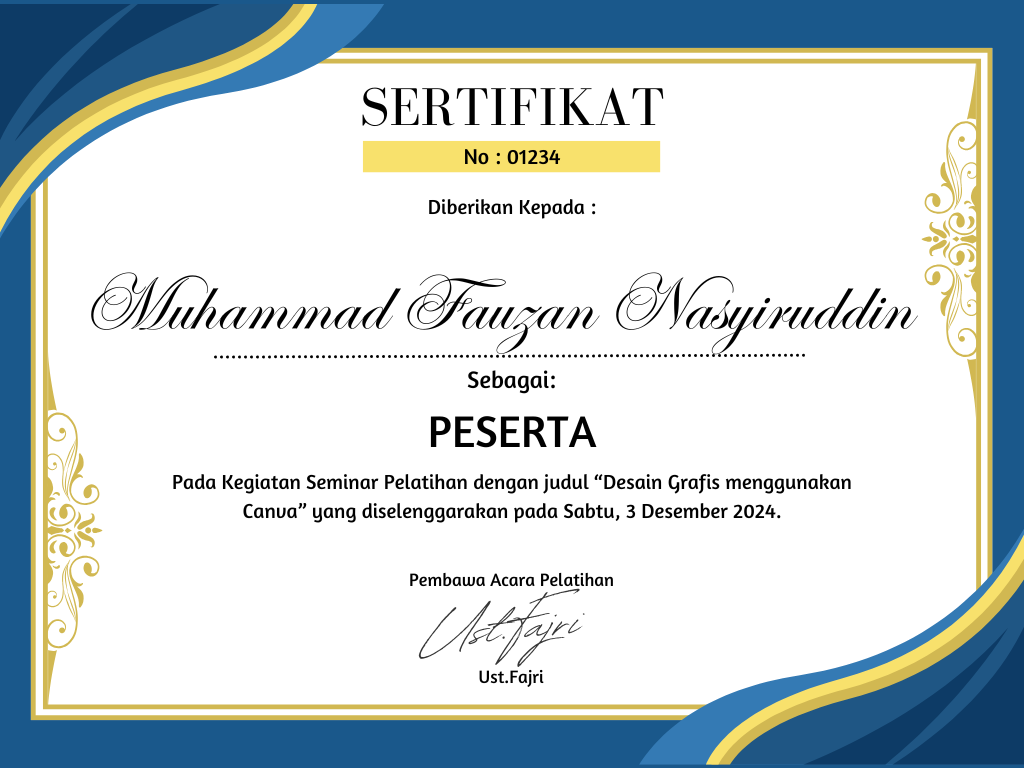 SERTIFIKAT
No : 01234
Diberikan Kepada :
Muhammad Fauzan Nasyiruddin
Sebagai:
PESERTA
Pada Kegiatan Seminar Pelatihan dengan judul “Desain Grafis menggunakan
Canva” yang diselenggarakan pada Sabtu, 3 Desember 2024.
Pembawa Acara Pelatihan
Ust.Fajri
Ust.Fajri